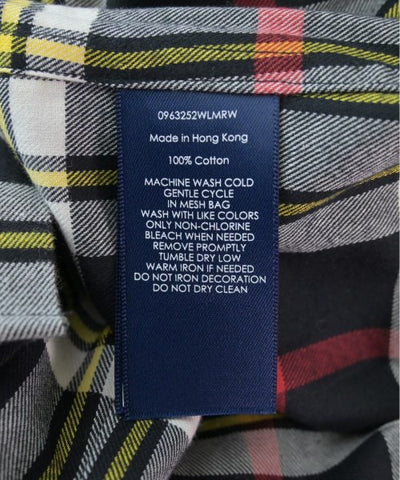 0963252WLMRW
Made in Hong Kong
100% Cotton
MACHINE WASH COLD
GENTLE CYCLE
IN MESH BAG
WASH WITH LIKE COLORS
ONLY NON-CHLORINE
BLEACH WHEN NEEDED
REMOVE PROMPTLY
TUMBLE DRY LOW
WARM IRON IF NEEDED
DO NOT IRON DECORATION
DO NOT DRY CLEAN